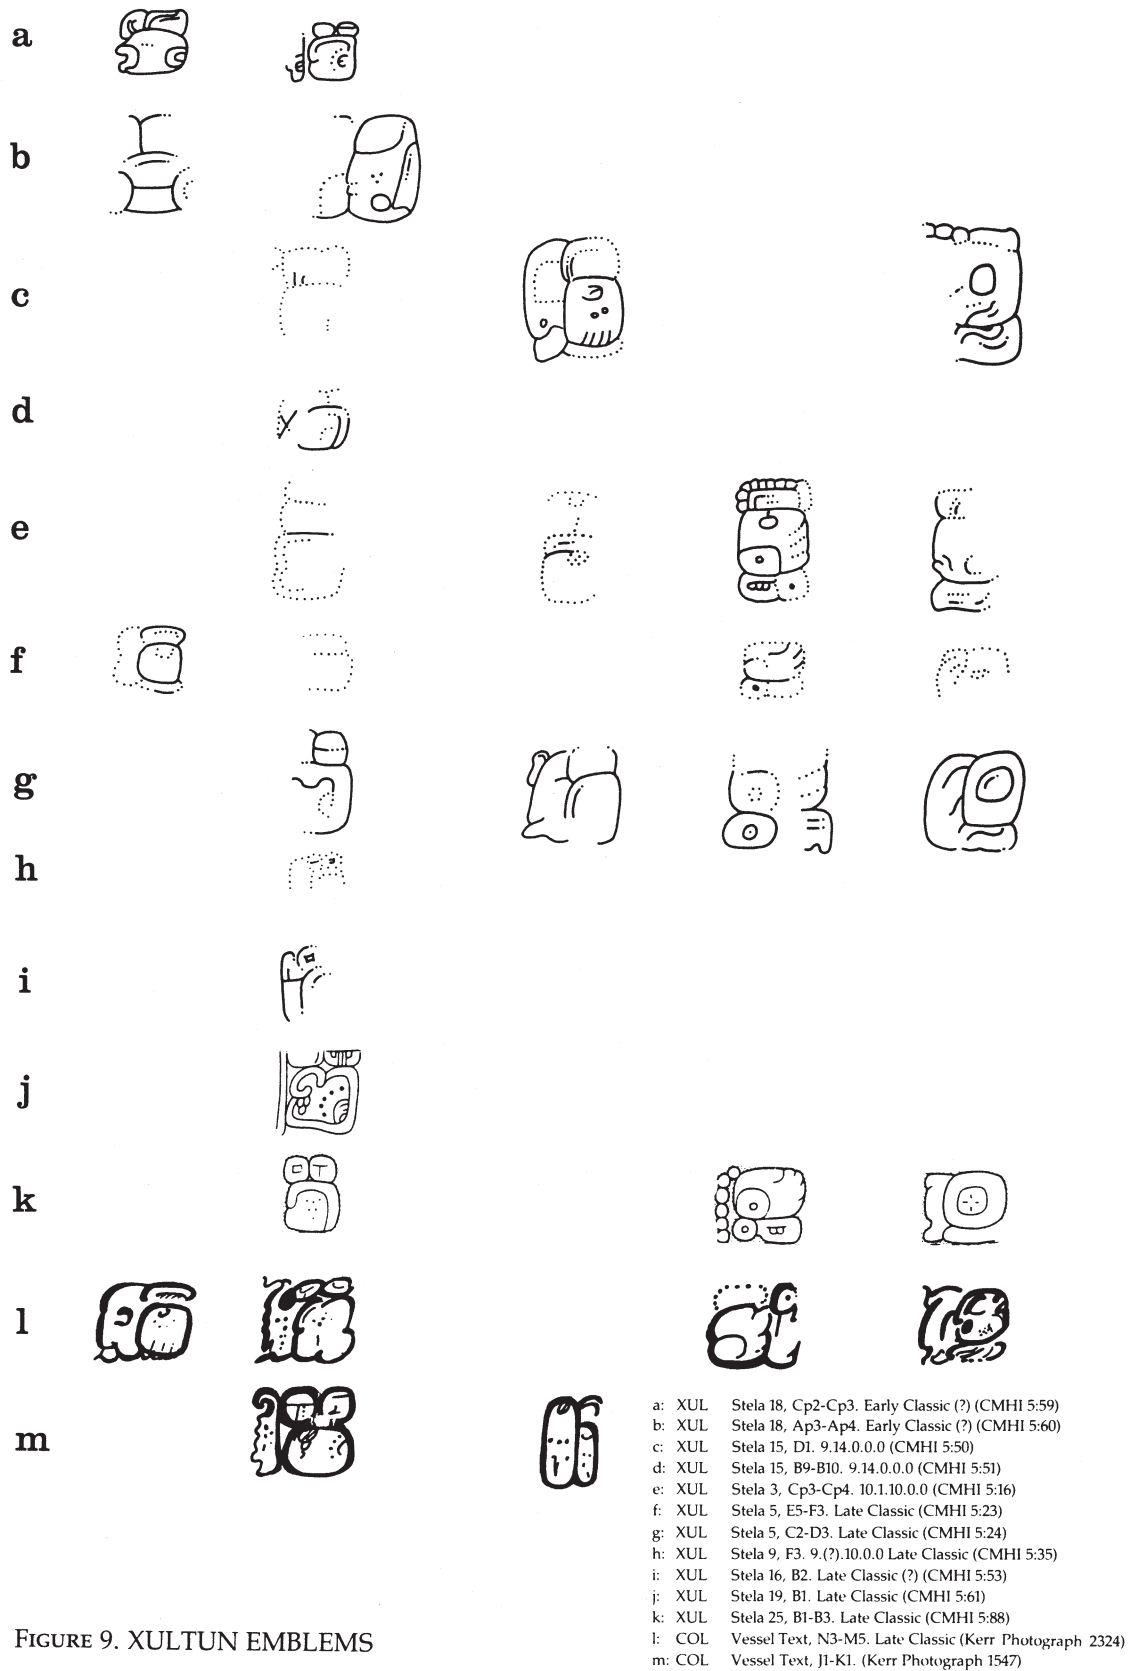 a
b
c
d
e
f
g
h
i
j
k
l
m
a: XUL Stela 18, Cp2-Cp3. Early Classic (?) (CMHI 5:59)
b: XUL Stela 18, Ap3-Ap4. Early Classic (?) (CMHI 5:60)
c: XUL Stela 15, D1. 9.14.0.0.0 (CMHI 5:50)
d: XUL Stela 15, B9-B10. 9.14.0.0.0 (CMHI 5:51)
e: XUL Stela 3, Cp3-Cp4. 10.1.10.0.0 (CMHI 5:16)
f: XUL Stela 5, E5-F3. Late Classic (CMHI 5:23)
g: XUL Stela 5, C2-D3. Late Classic (CMHI 5:24)
h: XUL Stela 9, F3. 9.(?).10.0.0 Late Classic (CMHI 5:35)
i: XUL Stela 16, B2. Late Classic (?) (CMHI 5:53)
j: XUL Stela 19, B1. Late Classic (CMHI 5:61)
k: XUL Stela 25, B1-B3. Late Classic (CMHI 5:88)
l: COL Vessel Text, N3-M5. Late Classic (Kerr Photograph 2324)
m: COL Vessel Text, J1-K1. (Kerr Photograph 1547)
FIGURE 9. XULTUN EMBLEMS